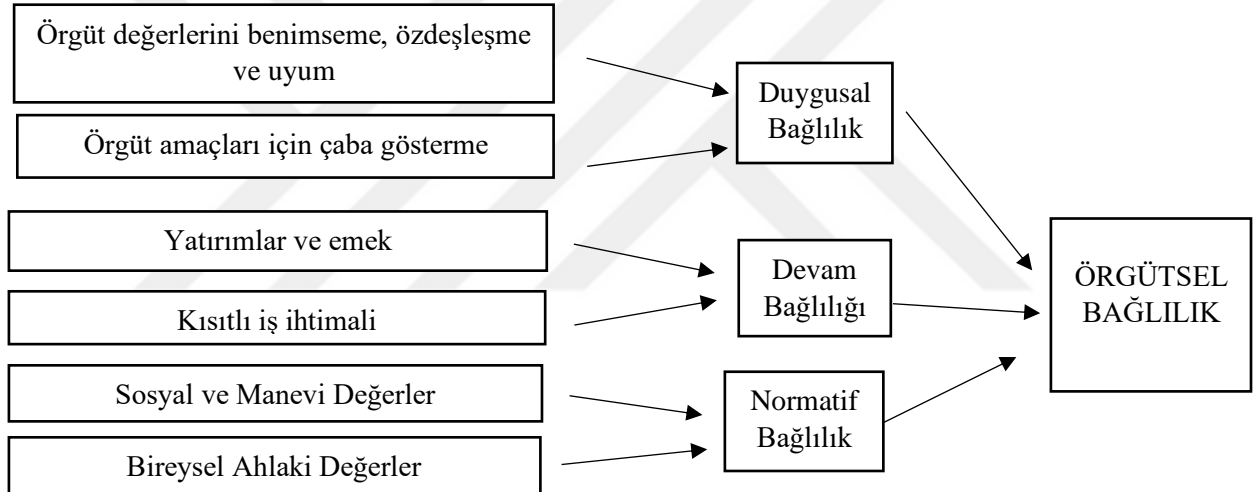 Örgüt değerlerini benimseme, özdeşleşme
ve uyum
Örgüt amaçları için çaba gösterme
Duygusal
Bağlılık
Yatırımlar ve emek
Kısıtlı iş ihtimali
Devam
Bağlılığı
Sosyal ve Manevi Değerler
Bireysel Ahlaki Değerler
Normatif
Bağlılık
ÖRGÜTSEL
BAĞLILIK